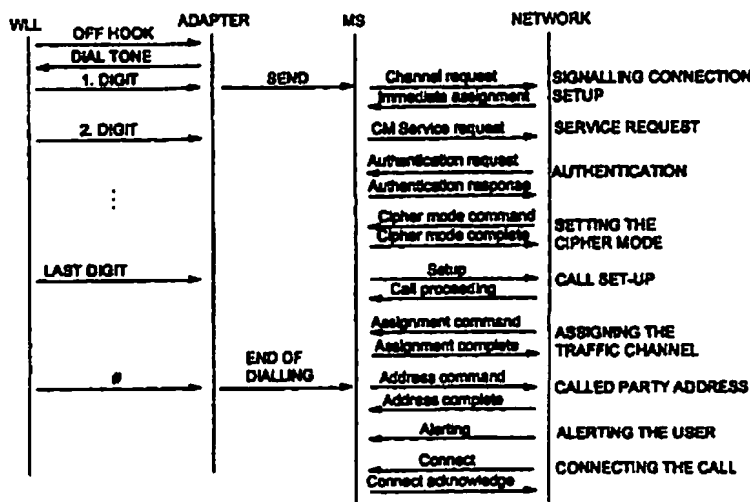 WLL ADAPTER MS NETWORK
OFF HOOK
DIAL TONE
1. DIGIT SEND Channel request SIGNALLING CONNECTION
Immediate assignment SETUP
2. DIGIT CM Service request SERVICE REQUEST
Authentication request AUTHENTICATION
Authentication response
⋮
Cipher mode command SETTING THE
Cipher mode complete CIPHER MODE
LAST DIGIT Setup CALL SET-UP
Call proceeding
Assignment command ASSIGNING THE
Assignment complete TRAFFIC CHANNEL
# END OF
DIALLING Address command CALLED PARTY ADDRESS
Address complete
Alerting ALERTING THE USER
Connect CONNECTING THE CALL
Connect acknowledge